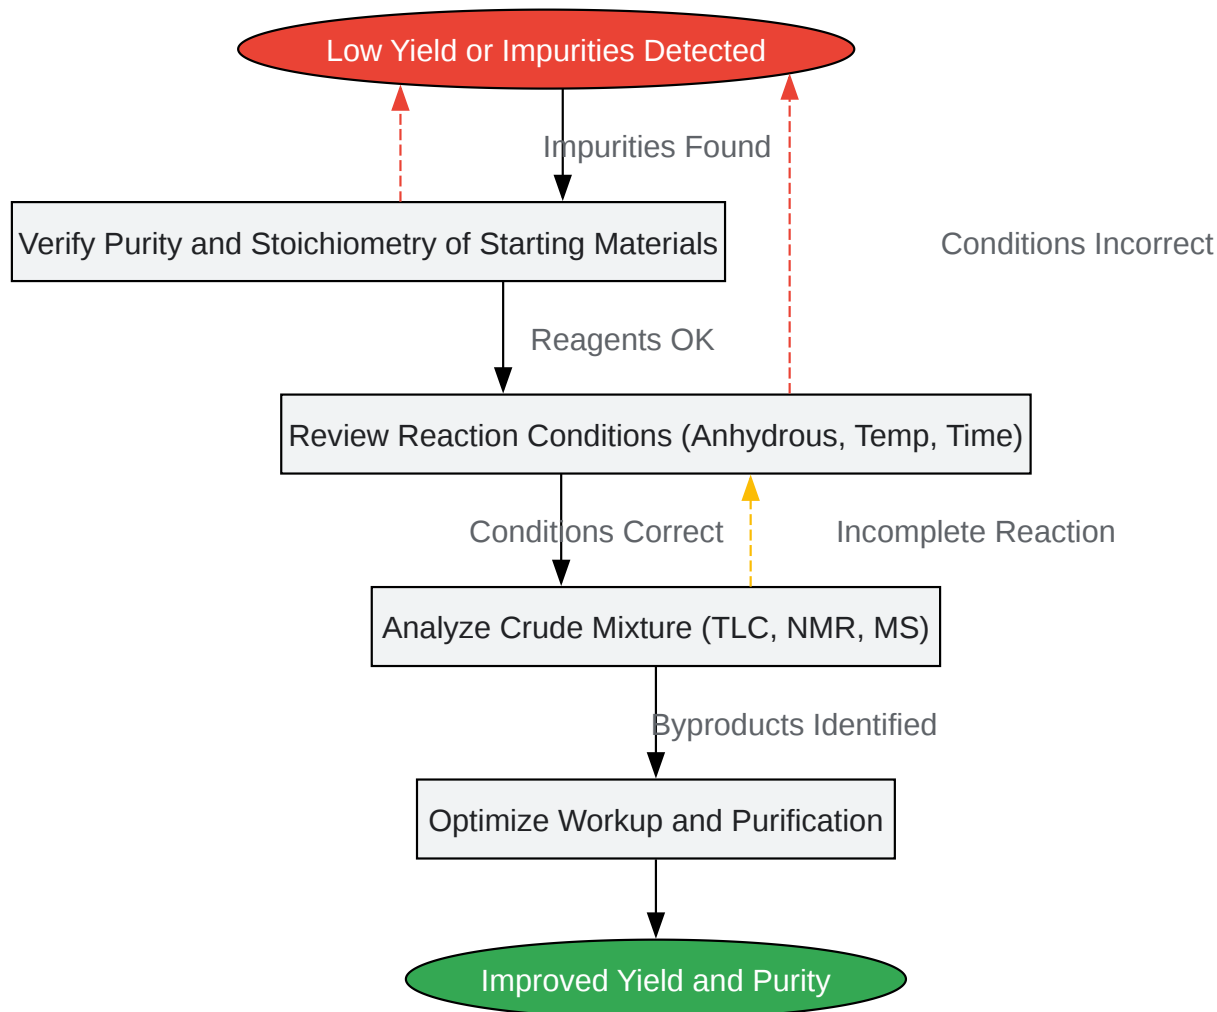 Low Yield or Impurities Detected
Impurities Found
Verify Purity and Stoichiometry of Starting Materials
Conditions Incorrect
Reagents OK
Review Reaction Conditions (Anhydrous, Temp, Time)
Conditions Correct
Incomplete Reaction
Analyze Crude Mixture (TLC, NMR, MS)
Byproducts Identified
Optimize Workup and Purification
Improved Yield and Purity